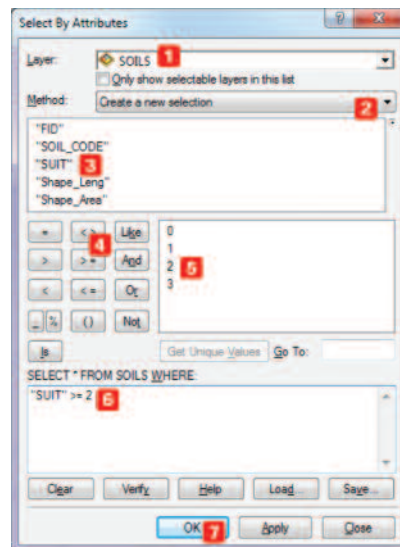 Select By Attributes
Layer: SOILS 1
Only show selectable layers in this list
Method: Create a new selection 2
"FID"
"SOIL_CODE"
"SUIT" 3
"Shape_Leng"
"Shape_Area"
= < > Like
> > = And
4
< < = Or
_ % () Not
Is
0
1
2 5
3
Get Unique Values Go To:
SELECT * FROM SOILS WHERE:
"SUIT" >= 2 6
Clear Verify Help Load... Save...
OK 7 Apply Close